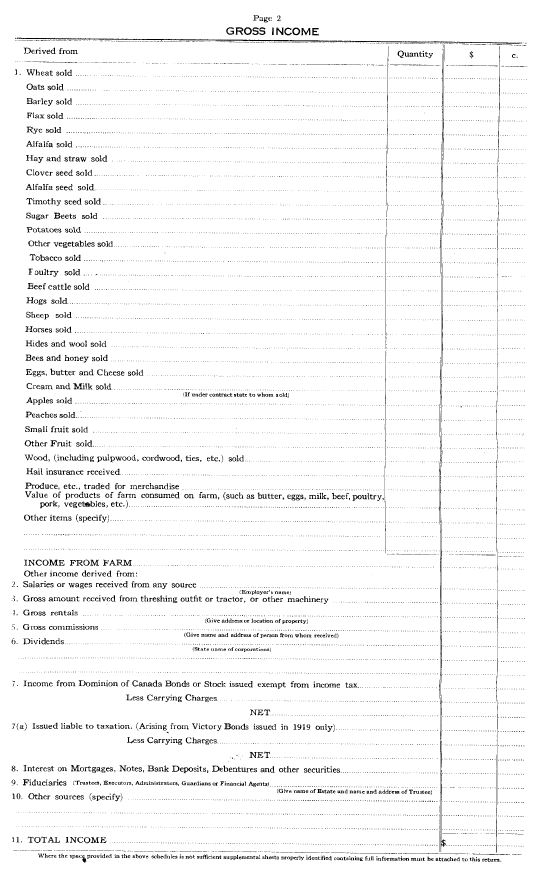 Page 2
GROSS INCOME
Derived from Quantity $ c.
1. Wheat sold
Oats sold
Barley sold
Flax sold
Rye sold
Alfalfa sold
Hay and straw sold
Clover seed sold
Alfalfa seed sold
Timothy seed sold
Sugar Beets sold
Potatoes sold
Other vegetables sold
Tobacco sold
Poultry sold
Beef cattle sold
Hogs sold
Sheep sold
Horses sold
Hides and wool sold
Bees and honey sold
Eggs, butter and Cheese sold
Cream and Milk sold
(If under contract state to whom sold)
Apples sold
Peaches sold
Small fruit sold
Other Fruit sold
Wood, (including pulpwood, cordwood, ties, etc.) sold
Hail insurance received
Produce, etc., traded for merchandise
Value of products of farm consumed on farm, (such as butter, eggs, milk, beef, poultry,
pork, vegetables, etc.)
Other items (specify)
INCOME FROM FARM
Other income derived from:
2. Salaries or wages received from any source
(Employer's name)
3. Gross amount received from threshing outfit or tractor, or other machinery
4. Gross rentals
(Give address or location of property)
5. Gross commissions
(Give name and address of person from whom received)
6. Dividends
(State name of corporations)
7. Income from Dominion of Canada Bonds or Stock issued exempt from income tax
Less Carrying Charges
NET
7(a) Issued liable to taxation. (Arising from Victory Bonds issued in 1919 only)
Less Carrying Charges
NET
8. Interest on Mortgages, Notes, Bank Deposits, Debentures and other securities
9. Fiduciaries (Trustees, Executors, Administrators, Guardians or Financial Agents)
(Give name of Estate and name and address of Trustee)
10. Other sources (specify)
11. TOTAL INCOME $
Where the space provided in the above schedules is not sufficient supplemental sheets properly identified containing full information must be attached to this return.